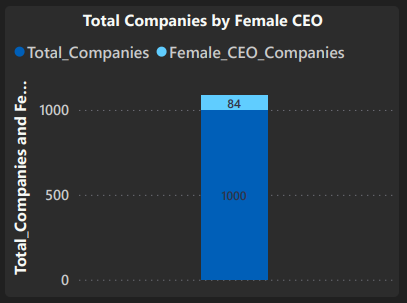 Total Companies by Female CEO
Total_Companies Female_CEO_Companies
Total_Companies and Fe...
1000
500
0
84
1000